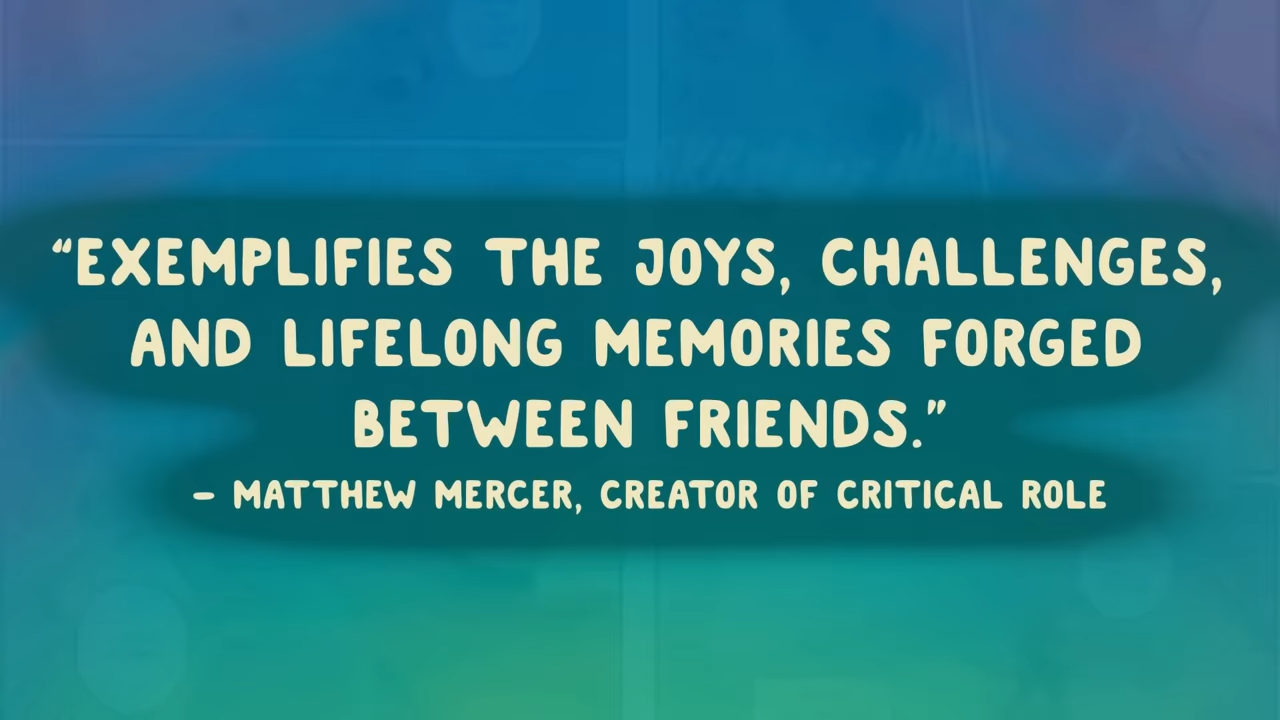 “EXEMPLIFIES THE JOYS, CHALLENGES,
AND LIFELONG MEMORIES FORGED
BETWEEN FRIENDS.”
– MATTHEW MERCER, CREATOR OF CRITICAL ROLE